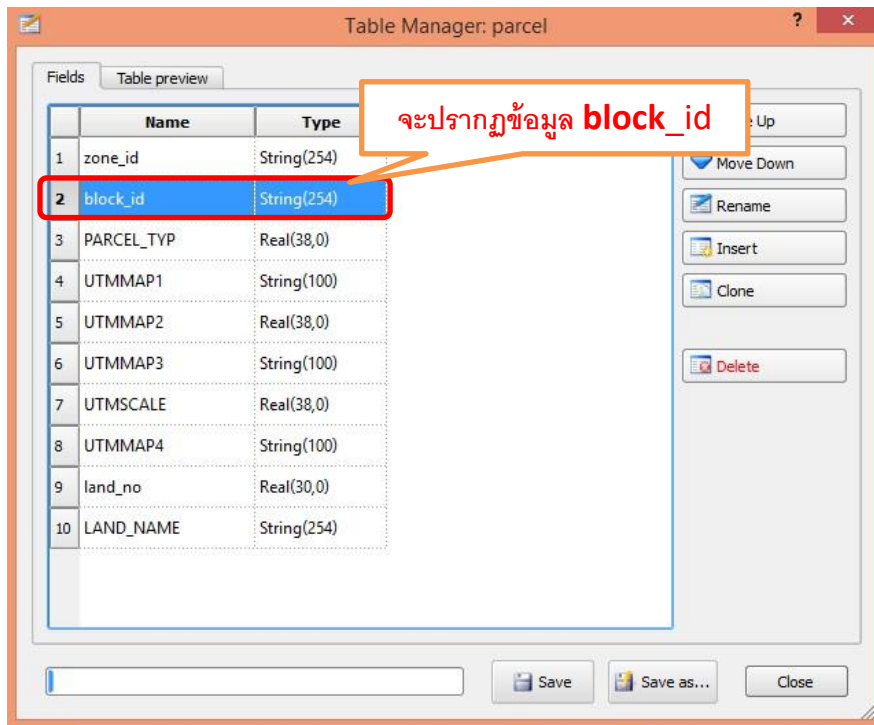 Table Manager: parcel
? ×
Fields Table preview
จะปรากฏข้อมูล block_id
Name Type
Up
1 zone_id String(254)
Move Down
2 block_id String(254)
Rename
3 PARCEL_TYP Real(38,0)
Insert
4 UTMMAP1 String(100)
Clone
5 UTMMAP2 Real(38,0)
6 UTMMAP3 String(100)
Delete
7 UTMSCALE Real(38,0)
8 UTMMAP4 String(100)
9 land_no Real(30,0)
10 LAND_NAME String(254)
Save Save as... Close